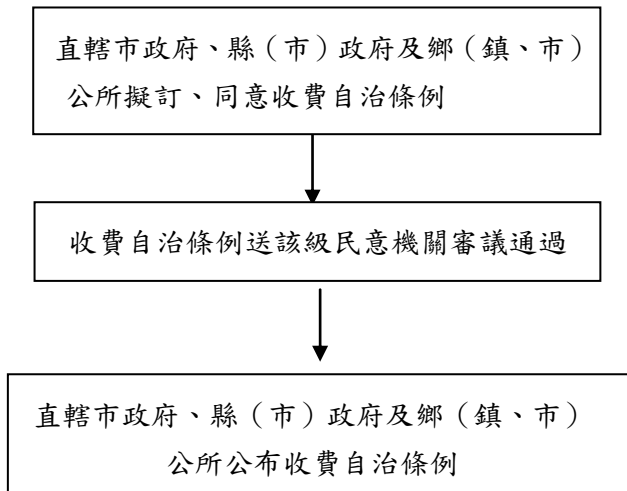 直轄市政府、縣（市）政府及鄉（鎮、市）
公所擬訂、同意收費自治條例
收費自治條例送該級民意機關審議通過
直轄市政府、縣（市）政府及鄉（鎮、市）
公所公布收費自治條例